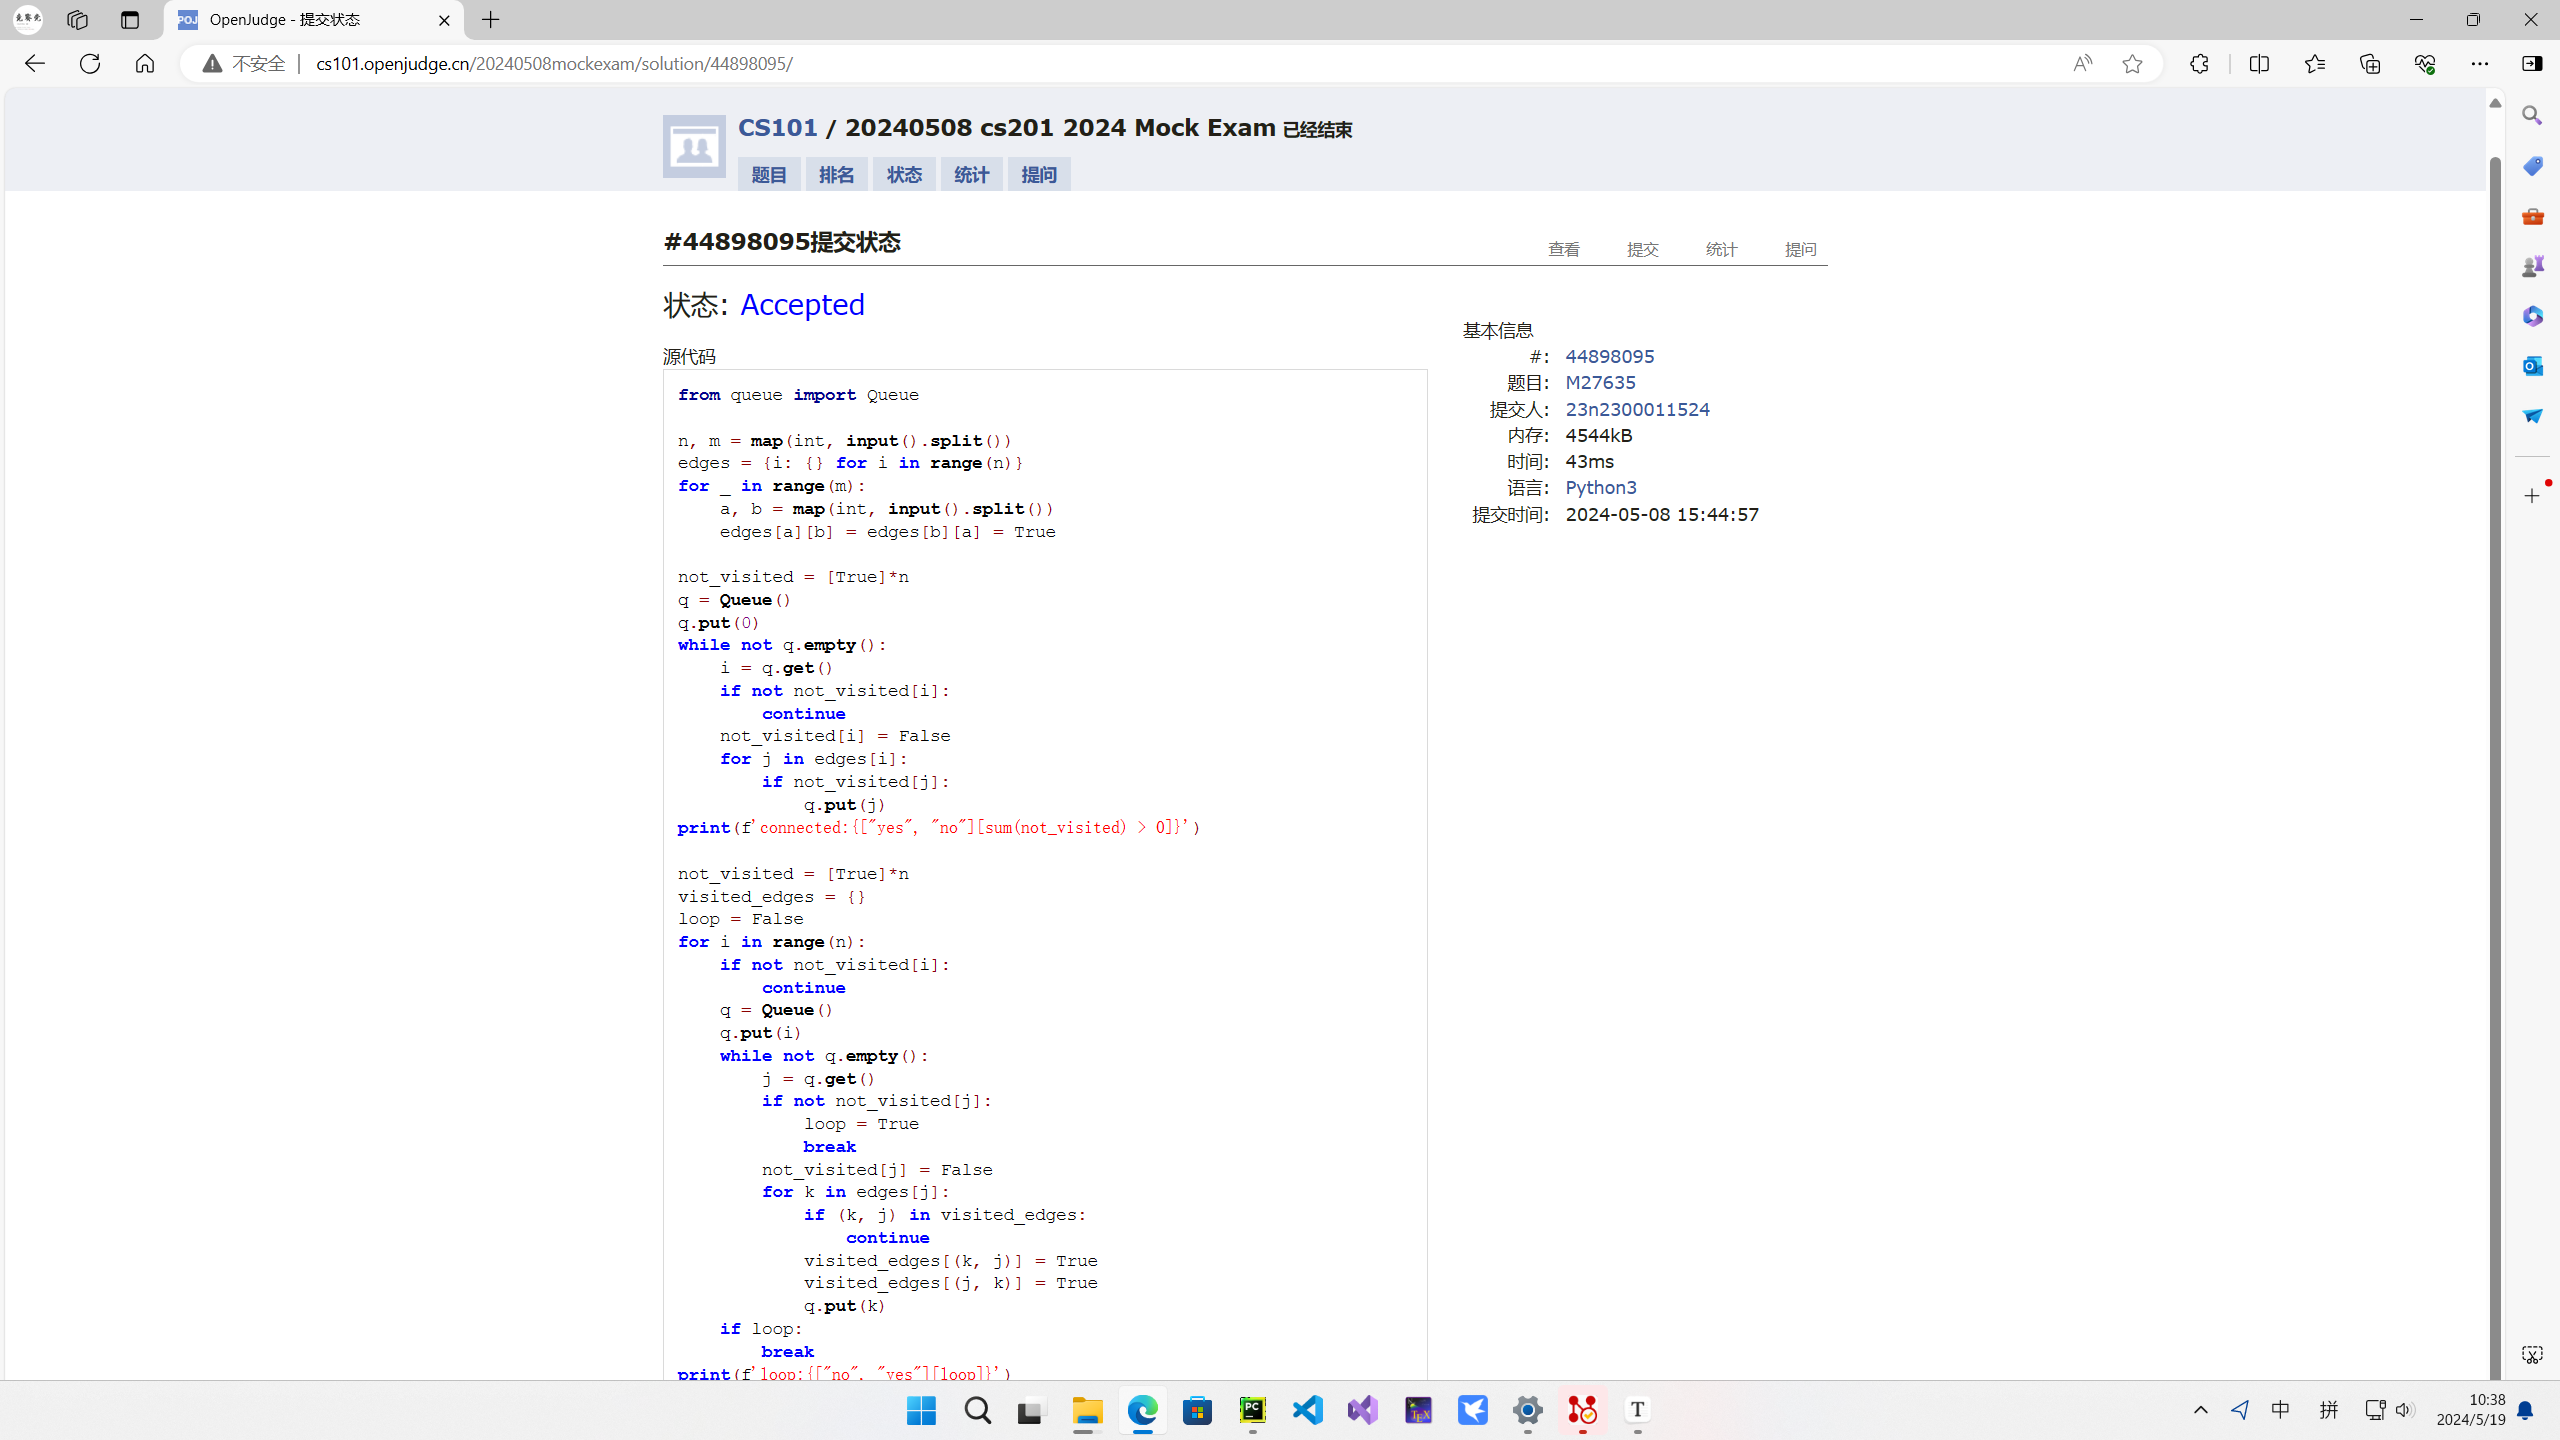 OpenJudge - 提交状态
不安全 cs101.openjudge.cn/20240508mockexam/solution/44898095/
CS101 / 20240508 cs201 2024 Mock Exam 已经结束
题目 排名 状态 统计 提问
#44898095提交状态 查看 提交 统计 提问
状态: Accepted
源代码
from queue import Queue
n, m = map(int, input().split())
edges = {i: {} for i in range(n)}
for _ in range(m):
    a, b = map(int, input().split())
    edges[a][b] = edges[b][a] = True
not_visited = [True]*n
q = Queue()
q.put(0)
while not q.empty():
    i = q.get()
    if not not_visited[i]:
        continue
    not_visited[i] = False
    for j in edges[i]:
        if not_visited[j]:
            q.put(j)
print(f'connected:{["yes", "no"][sum(not_visited) > 0]}')
not_visited = [True]*n
visited_edges = {}
loop = False
for i in range(n):
    if not not_visited[i]:
        continue
    q = Queue()
    q.put(i)
    while not q.empty():
        j = q.get()
        if not not_visited[j]:
            loop = True
            break
        not_visited[j] = False
        for k in edges[j]:
            if (k, j) in visited_edges:
                continue
            visited_edges[(k, j)] = True
            visited_edges[(j, k)] = True
            q.put(k)
    if loop:
        break
print(f'loop:{["no", "yes"][loop]}')
基本信息
#: 44898095
题目: M27635
提交人: 23n2300011524
内存: 4544kB
时间: 43ms
语言: Python3
提交时间: 2024-05-08 15:44:57
中 拼 10:38
2024/5/19